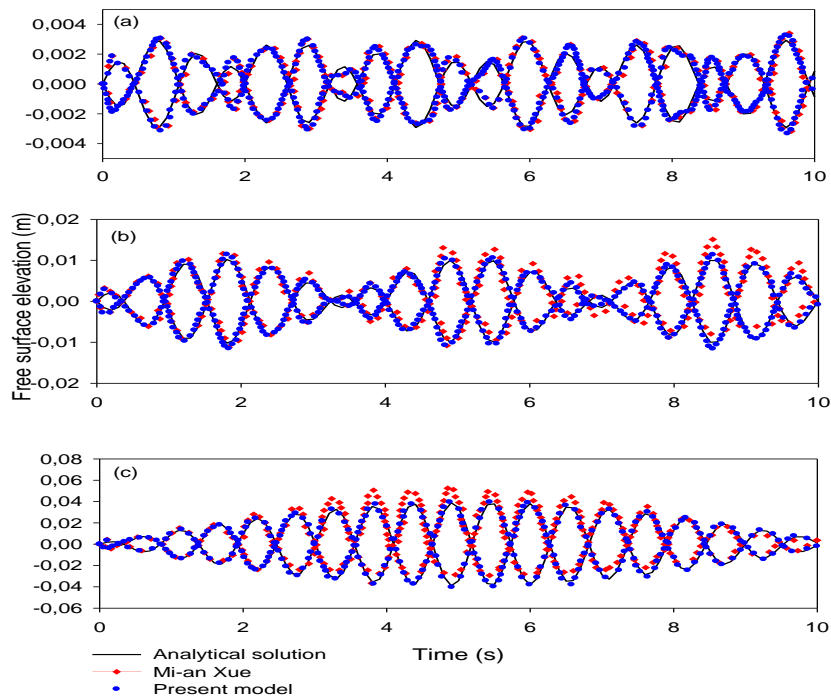 (a)
0,004
0,002
0,000
-0.002
-0.004
0 2 4 6 8 10
Free surface elevation (m)
(b)
0,02
0,01
0,00
-0,01
-0,02
0 2 4 6 8 10
(c)
0,08
0,06
0,04
0,02
0,00
-0,02
-0,04
-0,06
0 2 4 6 8 10
Time (s)
Analytical solution
Mi-an Xue
Present model